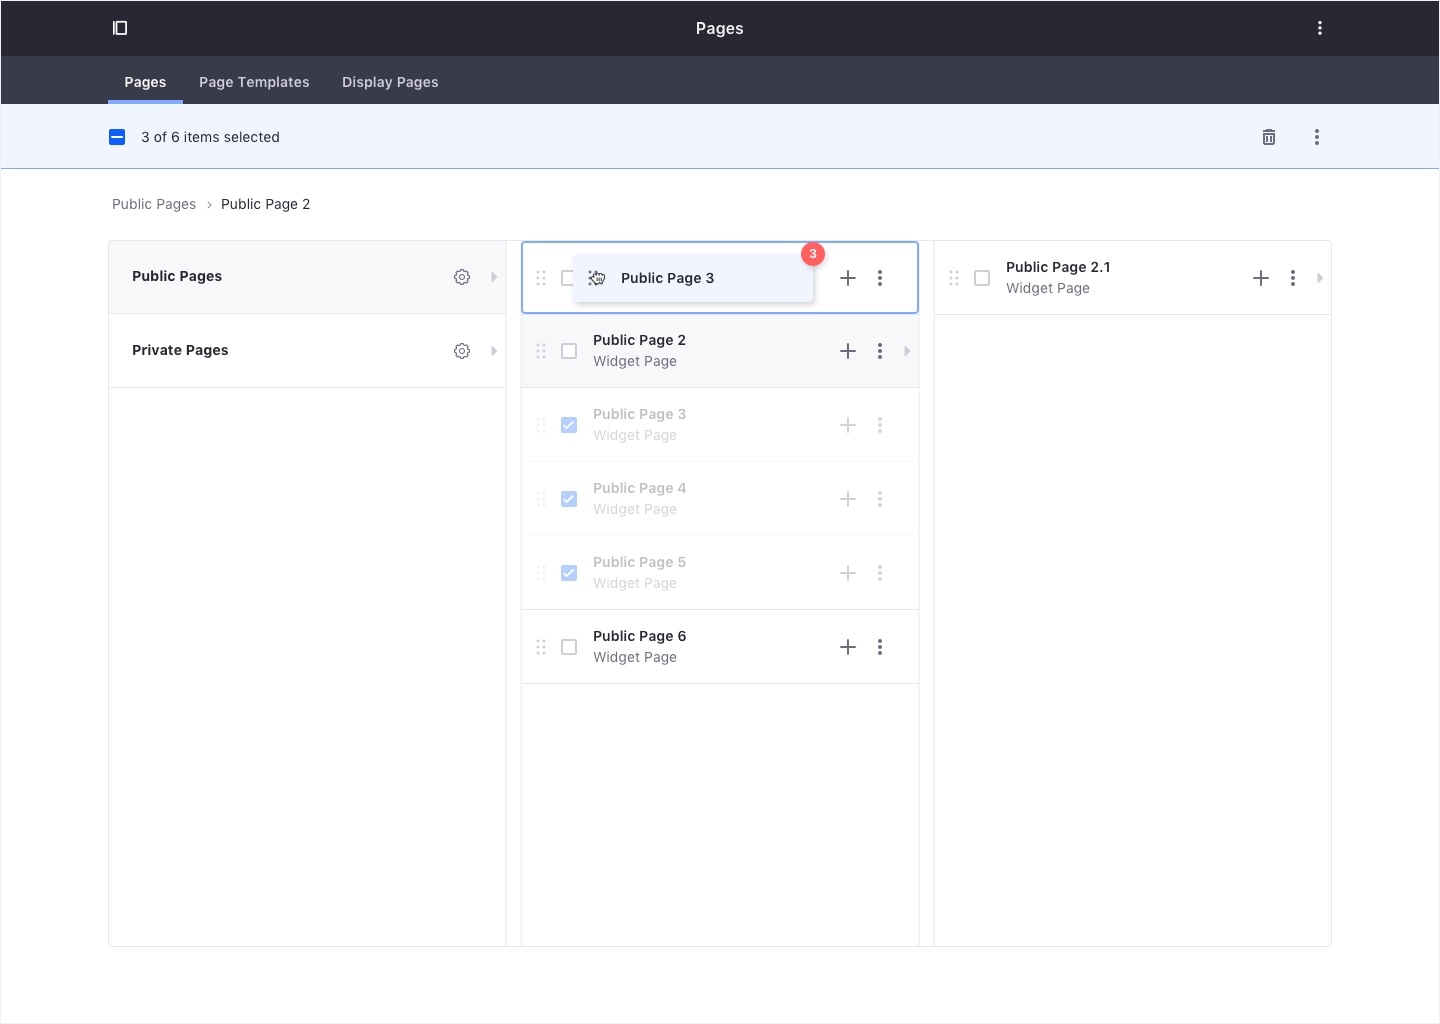 Pages
Pages
Page Templates
Display Pages
3 of 6 items selected
Public Pages
Public Page 2
Public Pages
Private Pages
3
Public Page 3
Public Page 2
Widget Page
Public Page 3
Widget Page
Public Page 4
Widget Page
Public Page 5
Widget Page
Public Page 6
Widget Page
Public Page 2.1
Widget Page